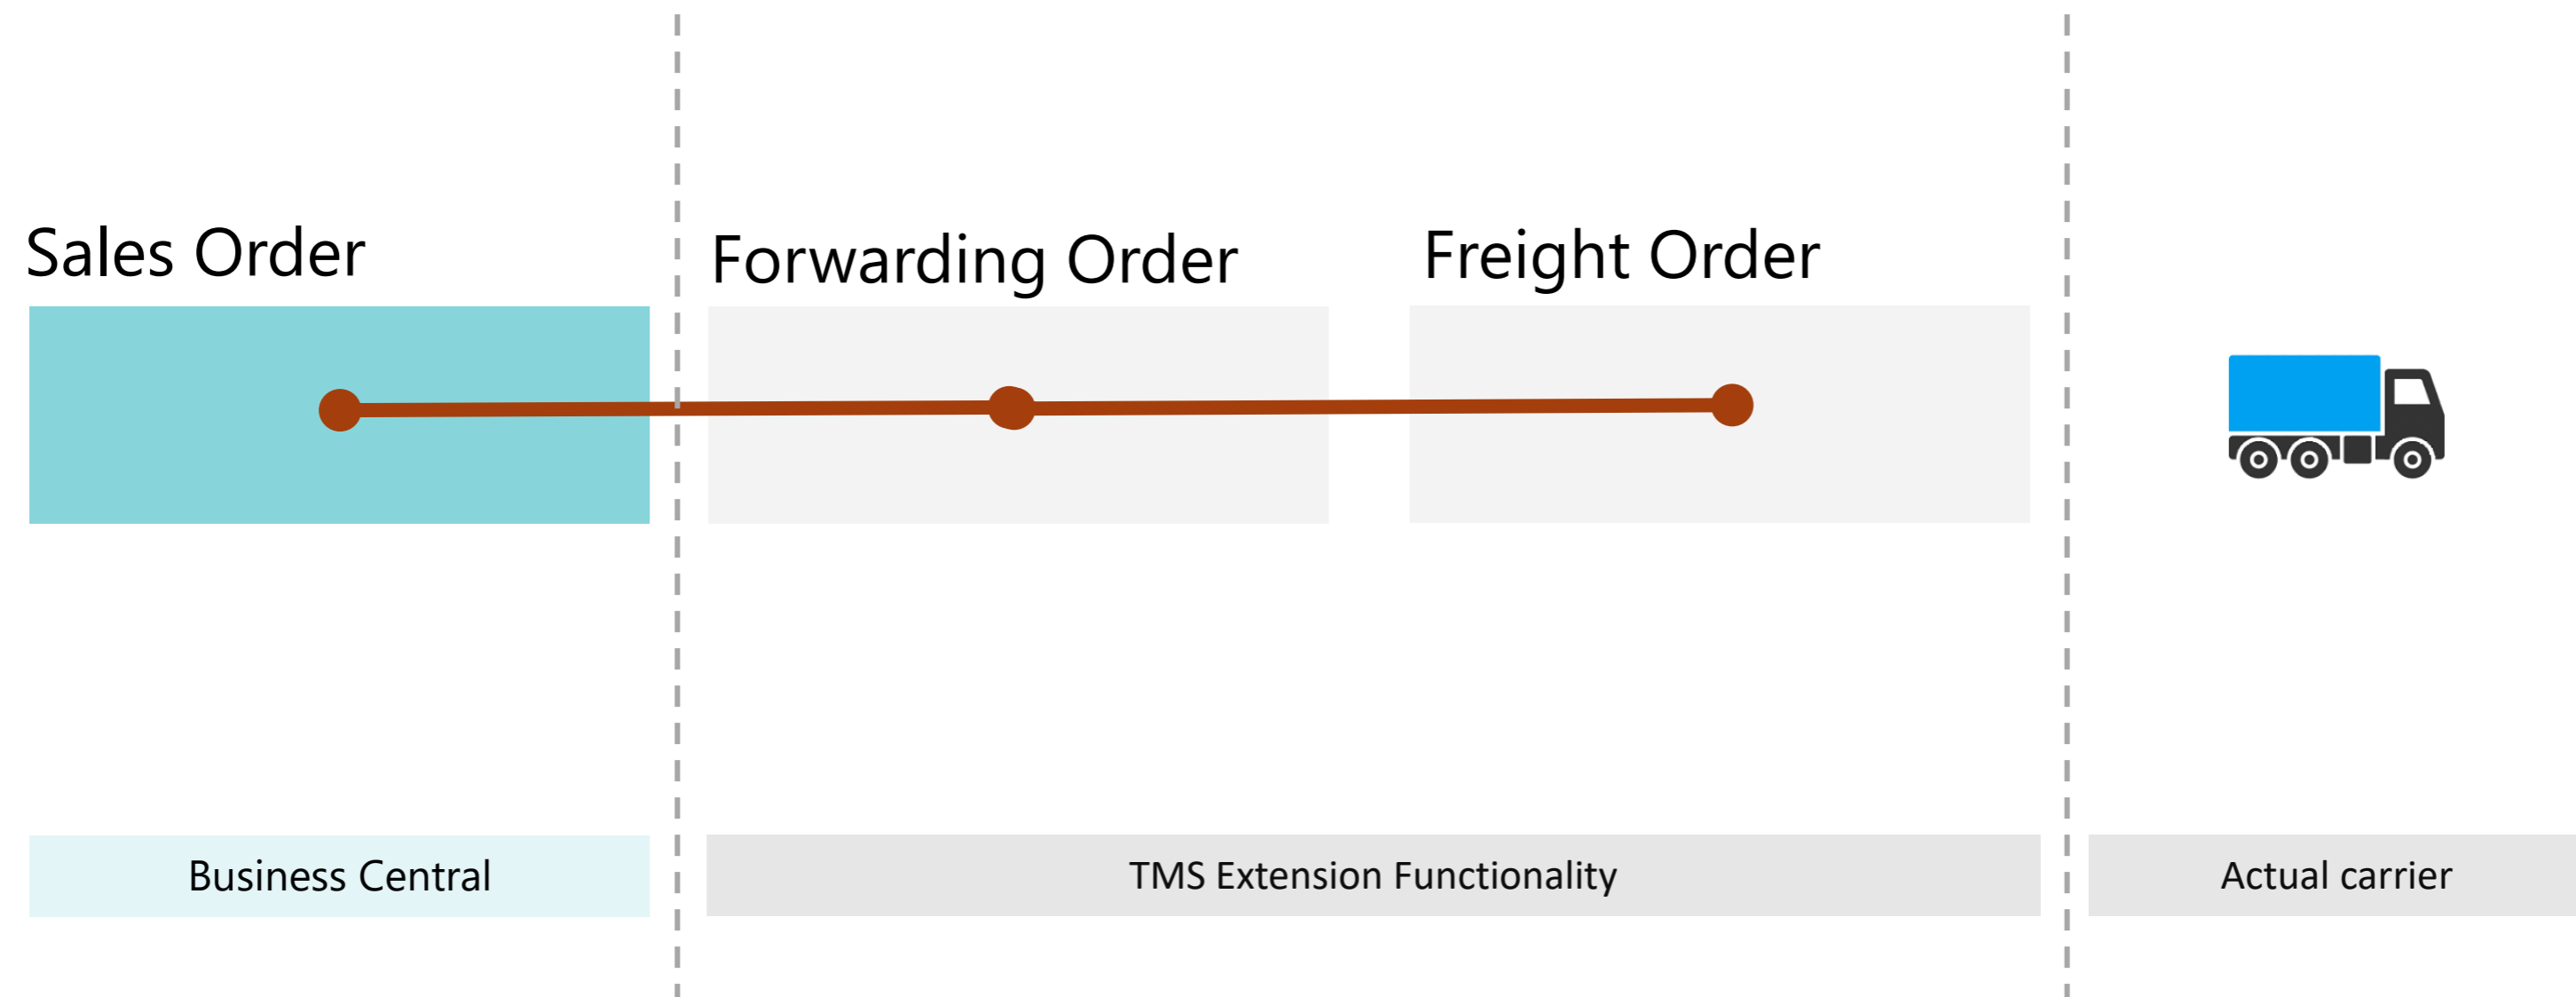 Sales Order
Forwarding Order
Freight Order
Business Central
TMS Extension Functionality
Actual carrier